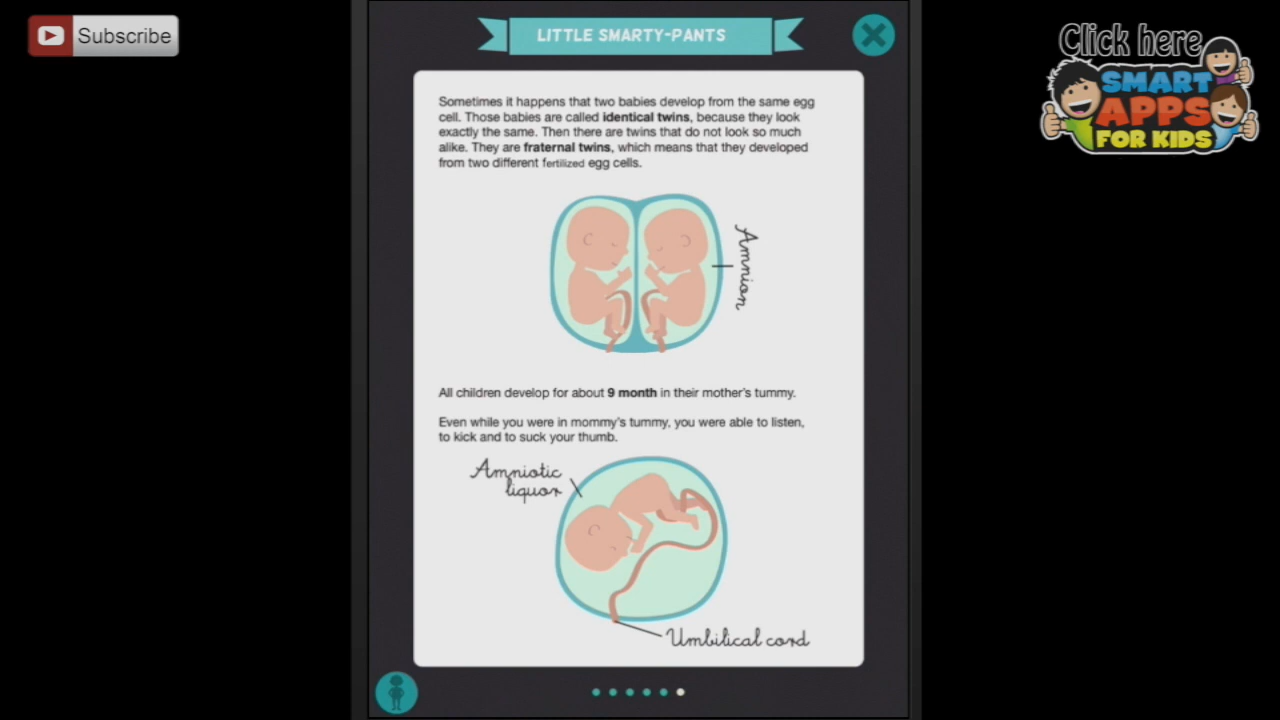 Subscribe
LITTLE SMARTY-PANTS
Click here
SMART
APPS
FOR KIDS
Sometimes it happens that two babies develop from the same egg
cell. Those babies are called identical twins, because they look
exactly the same. Then there are twins that do not look so much
alike. They are fraternal twins, which means that they developed
from two different fertilized egg cells.
Amnion
All children develop for about 9 month in their mother's tummy.
Even while you were in mommy's tummy, you were able to listen,
to kick and to suck your thumb.
Amniotic
liquor
Umbilical cord